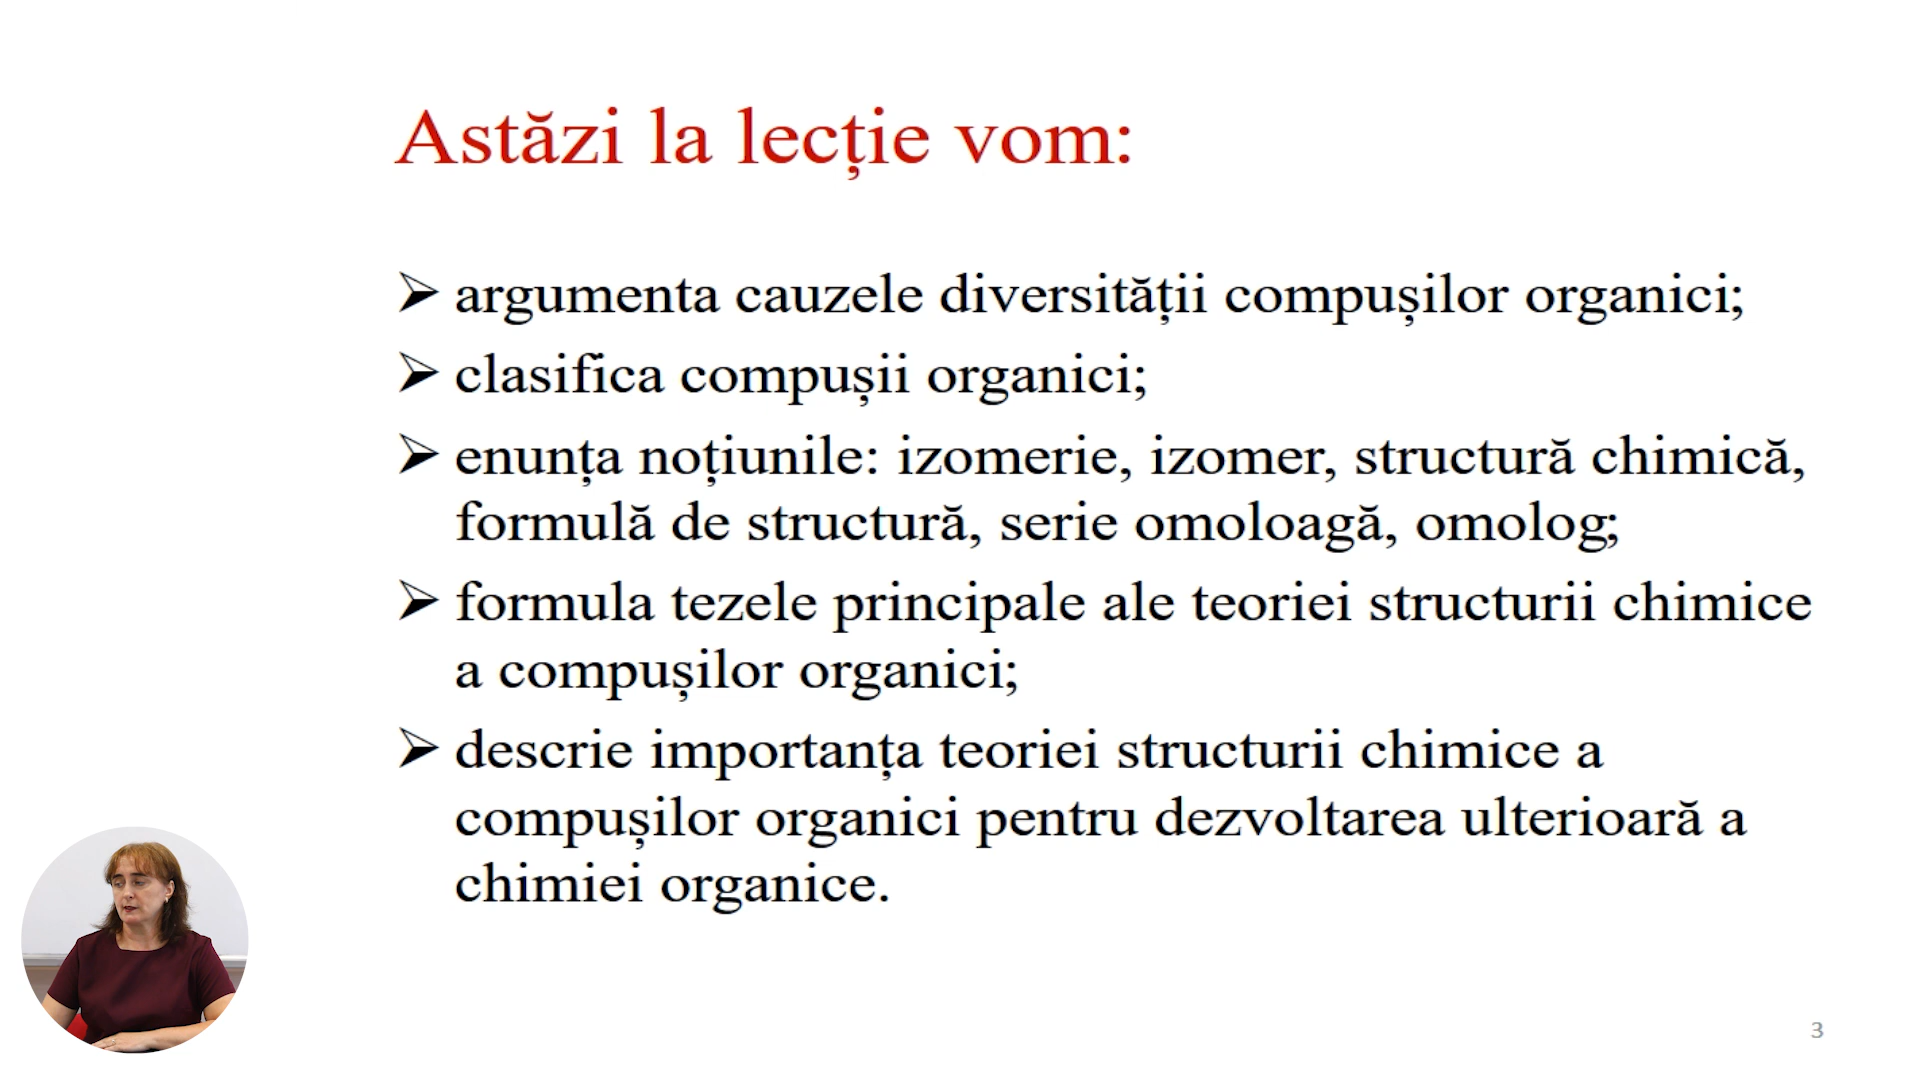 Astăzi la lecție vom:
➢ argumenta cauzele diversității compușilor organici;
➢ clasifica compușii organici;
➢ enunța noțiunile: izomerie, izomer, structură chimică,
formulă de structură, serie omoloagă, omolog;
➢ formula tezele principale ale teoriei structurii chimice
a compușilor organici;
➢ descrie importanța teoriei structurii chimice a
compușilor organici pentru dezvoltarea ulterioară a
chimiei organice.
3